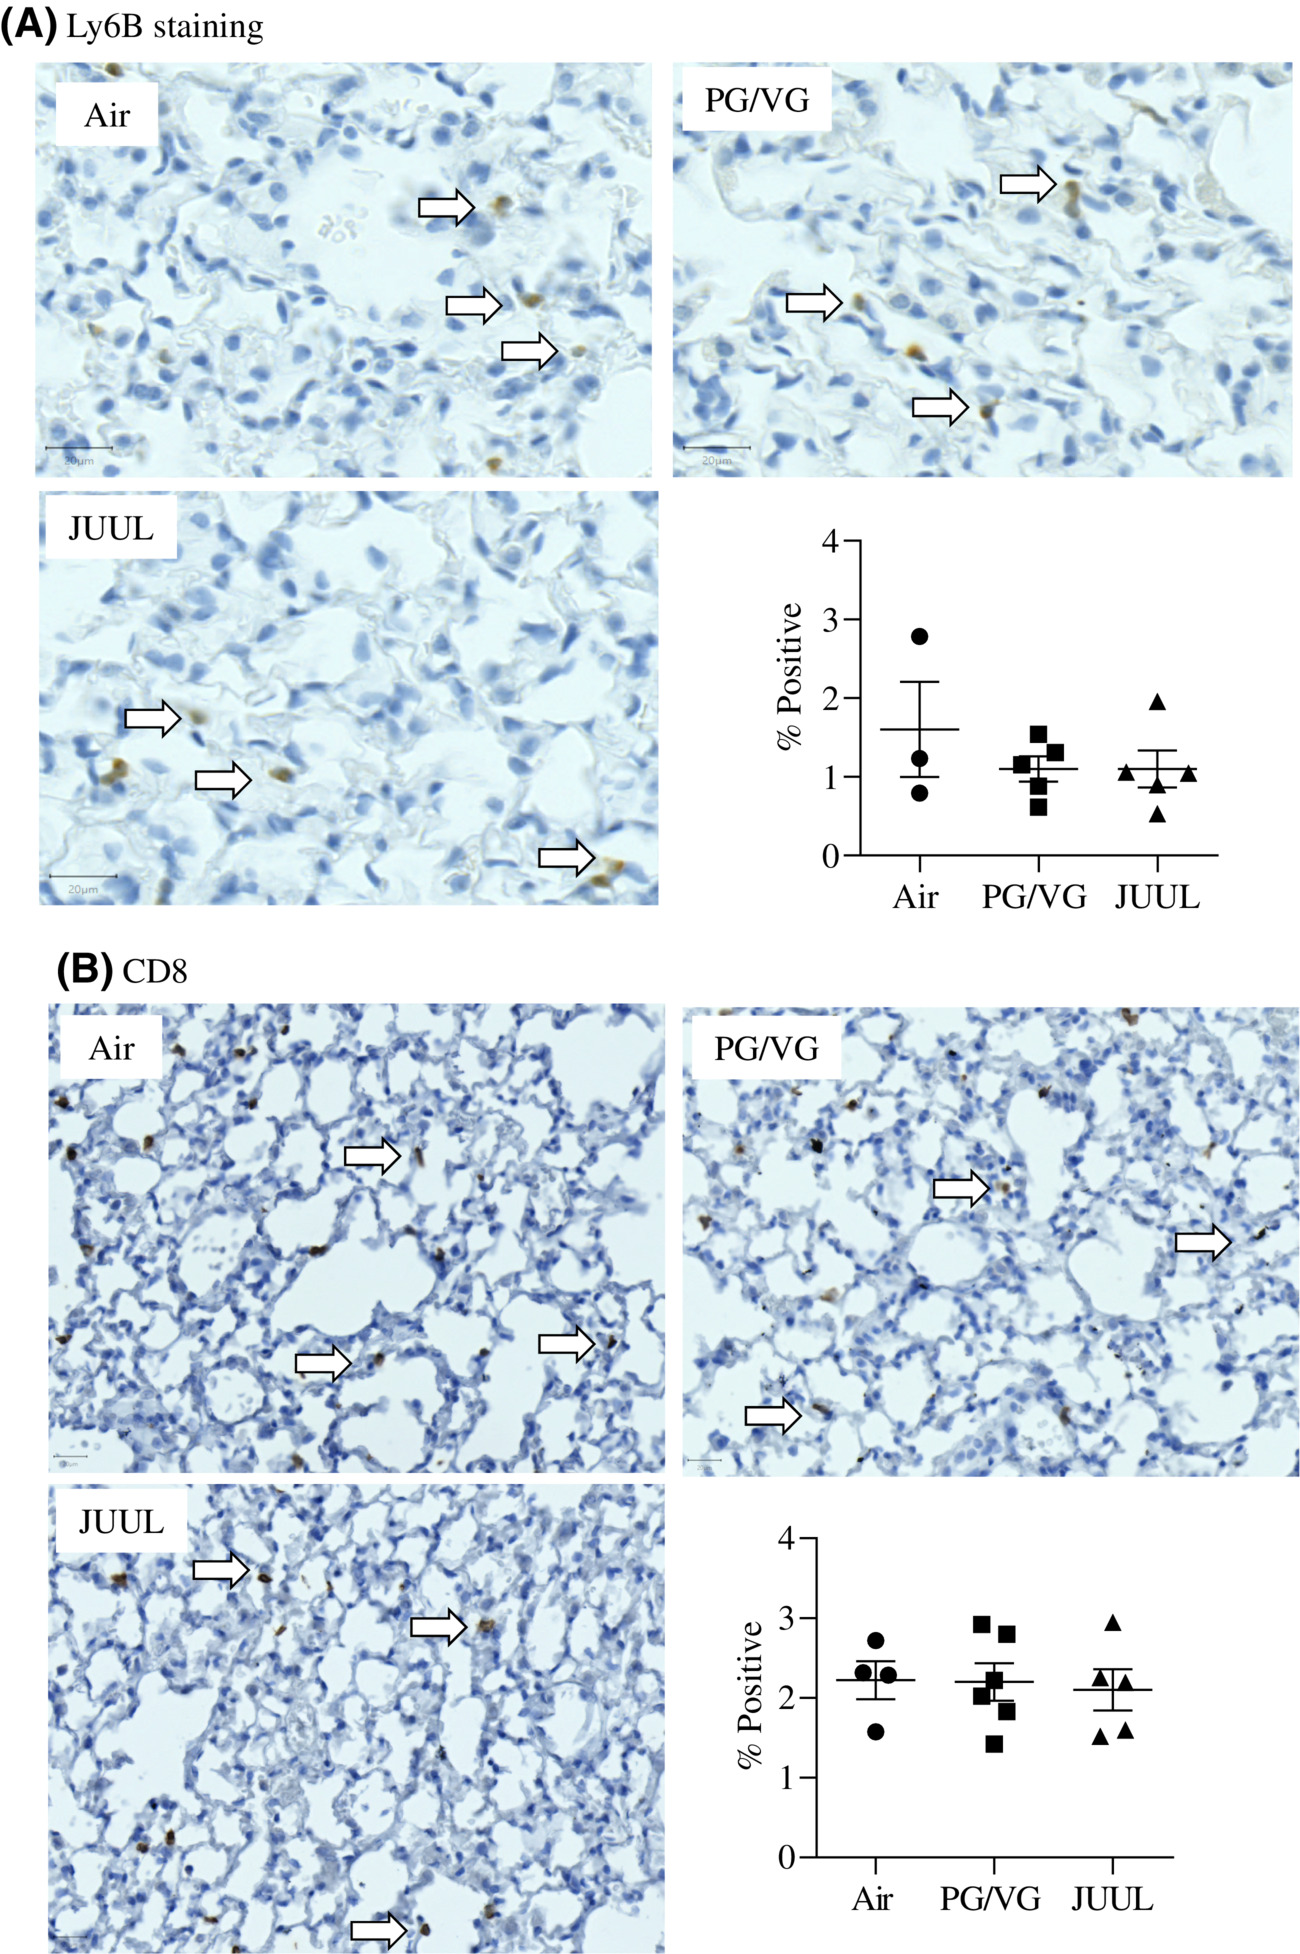 (A) Ly6B staining
Air
PG/VG
20µm
20µm
JUUL
20µm
4
3
2
1
0
% Positive
Air PG/VG JUUL
(B) CD8
Air
PG/VG
JUUL
4
3
2
1
0
% Positive
Air PG/VG JUUL